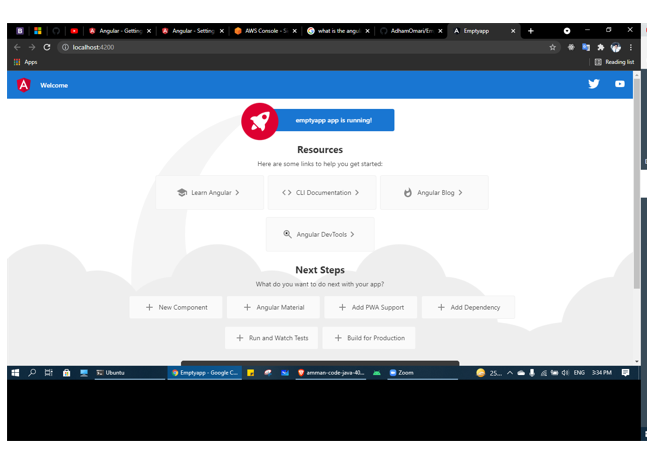 Angular - Gettin
Angular - Setting
AWS Console - Si
what is the angul
AdhamOmari/Em
Emptyapp
localhost:4200
Apps
Reading list
Welcome
emptyapp app is running!
Resources
Here are some links to help you get started:
Learn Angular
CLI Documentation
Angular Blog
Angular DevTools
Next Steps
What do you want to do next with your app?
New Component
Angular Material
Add PWA Support
Add Dependency
Run and Watch Tests
Build for Production
Ubuntu
Emptyapp - Google C...
amman-code-java-40...
Zoom
25...
ENG
3:34 PM